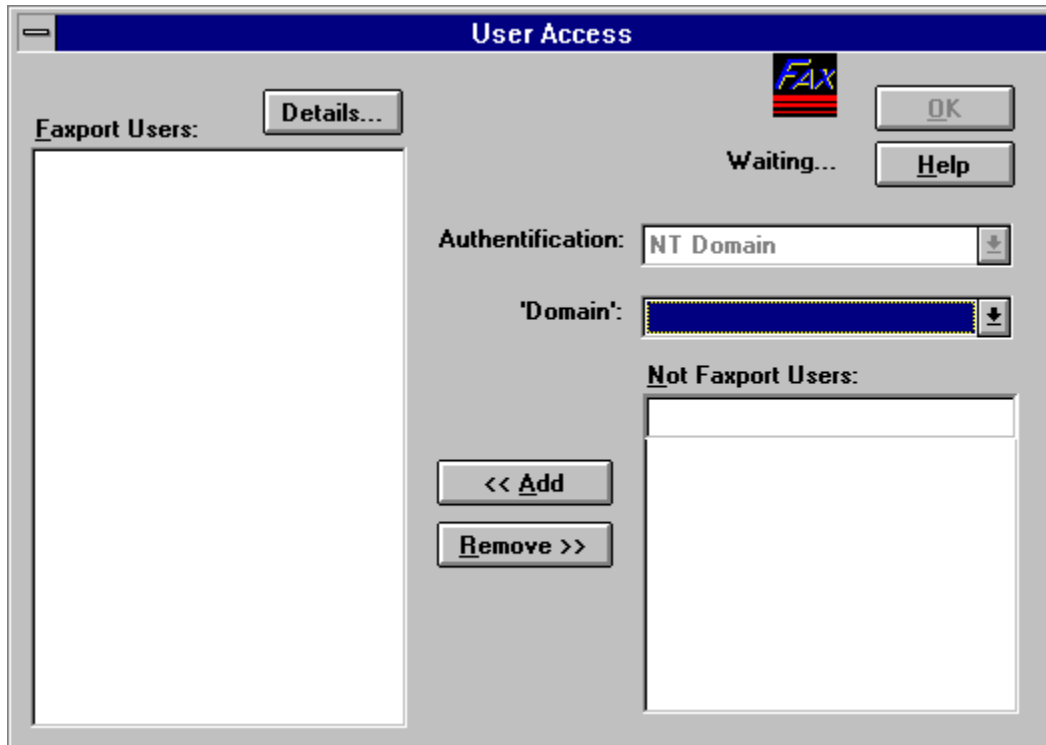 User Access
FAX
Details...
OK
Faxport Users:
Waiting...
Help
Authentification:
NT Domain
'Domain':
Not Faxport Users:
<< Add
Remove >>